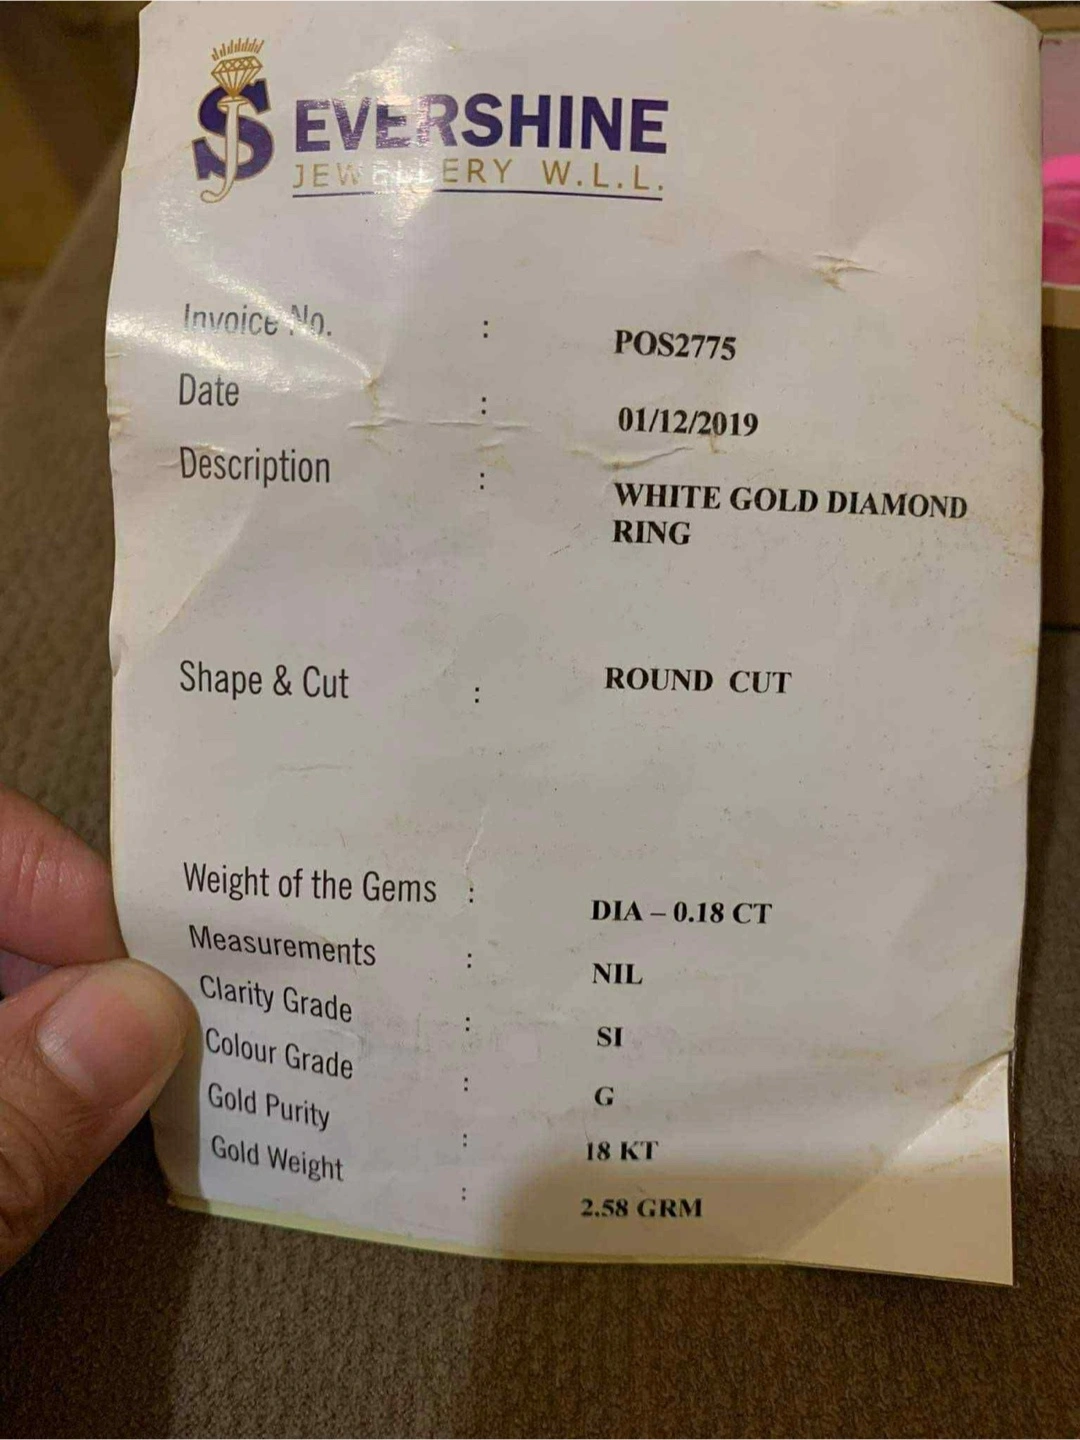 EVERSHINE
JEWELLERY W.L.L.
Invoice No. : POS2775
Date : 01/12/2019
Description : WHITE GOLD DIAMOND
RING
Shape & Cut : ROUND CUT
Weight of the Gems : DIA – 0.18 CT
Measurements : NIL
Clarity Grade : SI
Colour Grade : G
Gold Purity : 18 KT
Gold Weight : 2.58 GRM